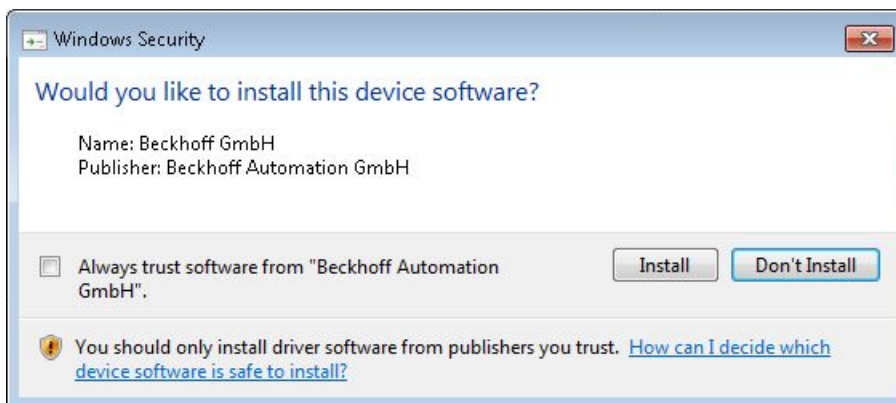 Windows Security
Would you like to install this device software?
Name: Beckhoff GmbH
Publisher: Beckhoff Automation GmbH
Always trust software from "Beckhoff Automation
GmbH".
Install
Don't Install
You should only install driver software from publishers you trust. How can I decide which
device software is safe to install?